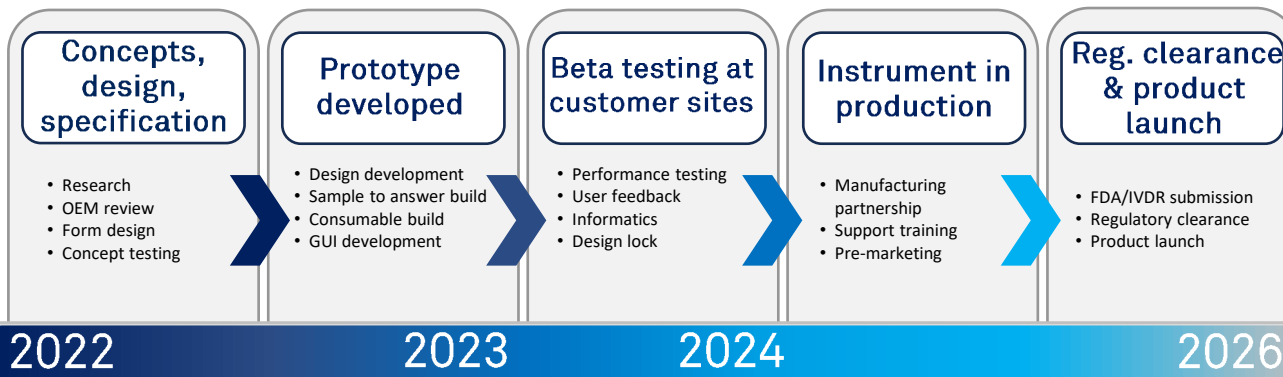 Concepts,
design,
specification
• Research
• OEM review
• Form design
• Concept testing
Prototype
developed
• Design development
• Sample to answer build
• Consumable build
• GUI development
Beta testing at
customer sites
• Performance testing
• User feedback
• Informatics
• Design lock
Instrument in
production
• Manufacturing
partnership
• Support training
• Pre-marketing
Reg. clearance
& product
launch
• FDA/IVDR submission
• Regulatory clearance
• Product launch
2022
2023
2024
2026